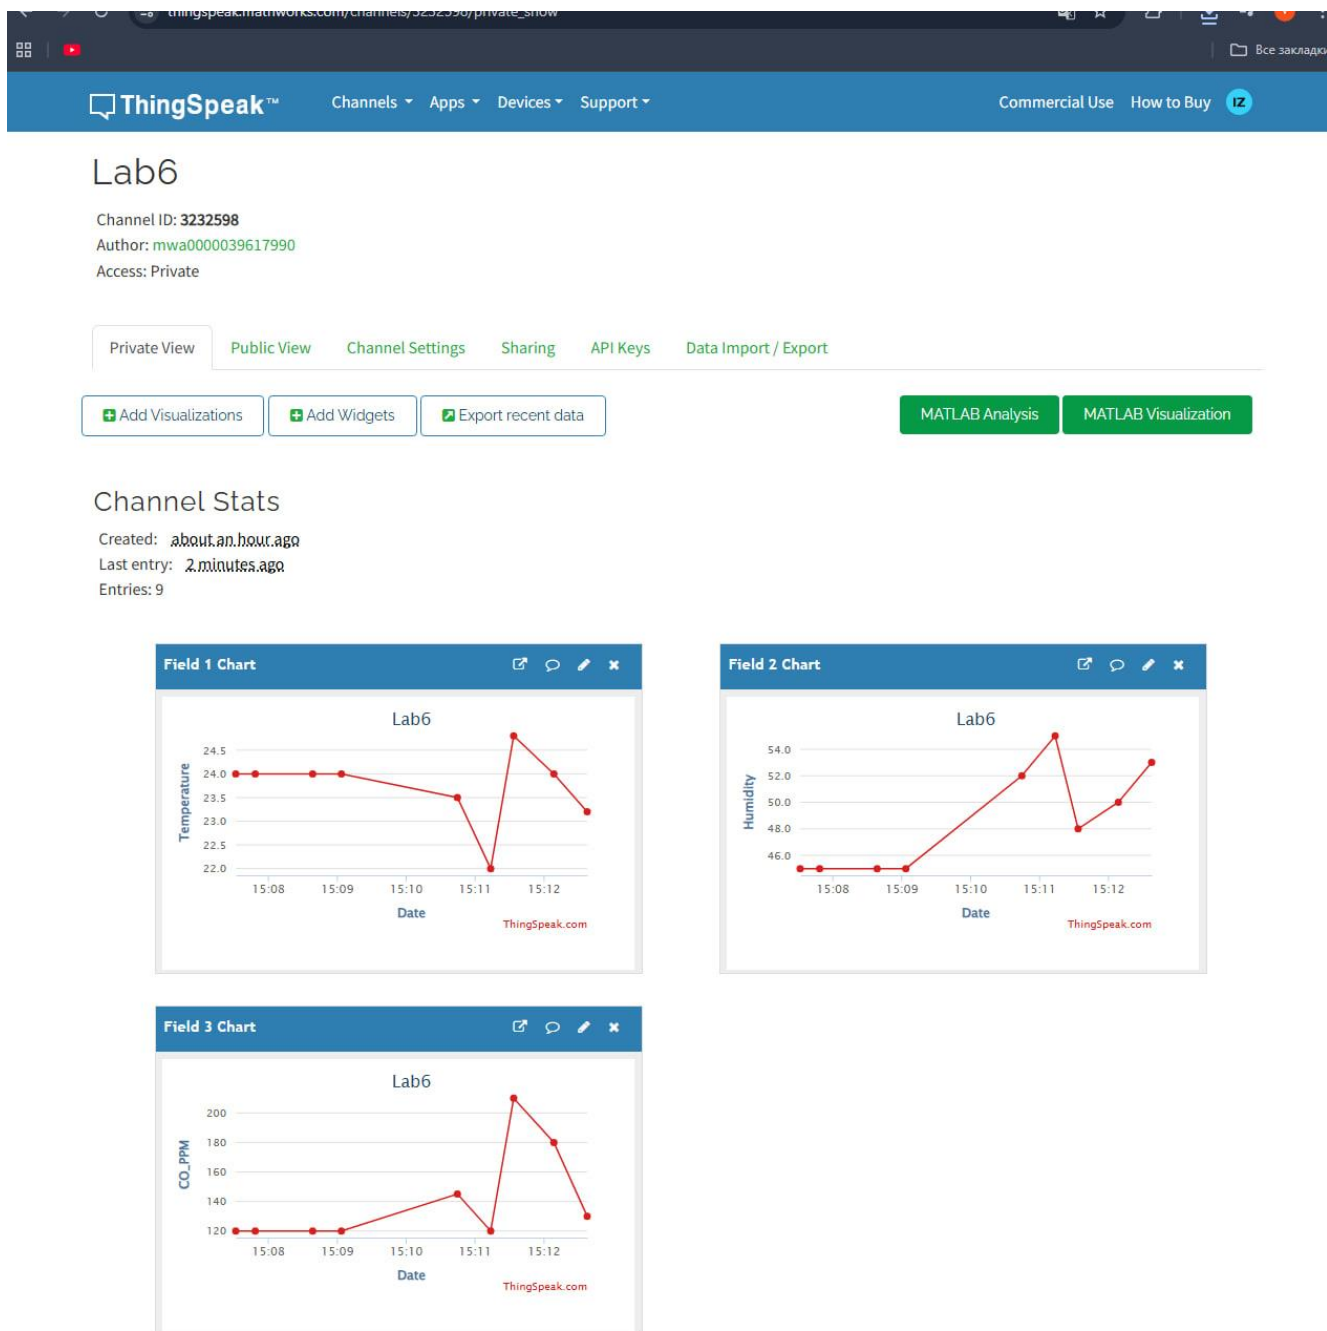 thingspeak.mathworks.com/channels/3232598/private_show
Все закладки
ThingSpeak™ Channels Apps Devices Support Commercial Use How to Buy IZ
Lab6
Channel ID: 3232598
Author: mwa0000039617990
Access: Private
Private View Public View Channel Settings Sharing API Keys Data Import / Export
Add Visualizations Add Widgets Export recent data MATLAB Analysis MATLAB Visualization
Channel Stats
Created: about an hour ago
Last entry: 2 minutes ago
Entries: 9
Field 1 Chart
Lab6
Temperature
24.5
24.0
23.5
23.0
22.5
22.0
15:08 15:09 15:10 15:11 15:12
Date
ThingSpeak.com
Field 2 Chart
Lab6
Humidity
54.0
52.0
50.0
48.0
46.0
15:08 15:09 15:10 15:11 15:12
Date
ThingSpeak.com
Field 3 Chart
Lab6
CO_PPM
200
180
160
140
120
15:08 15:09 15:10 15:11 15:12
Date
ThingSpeak.com